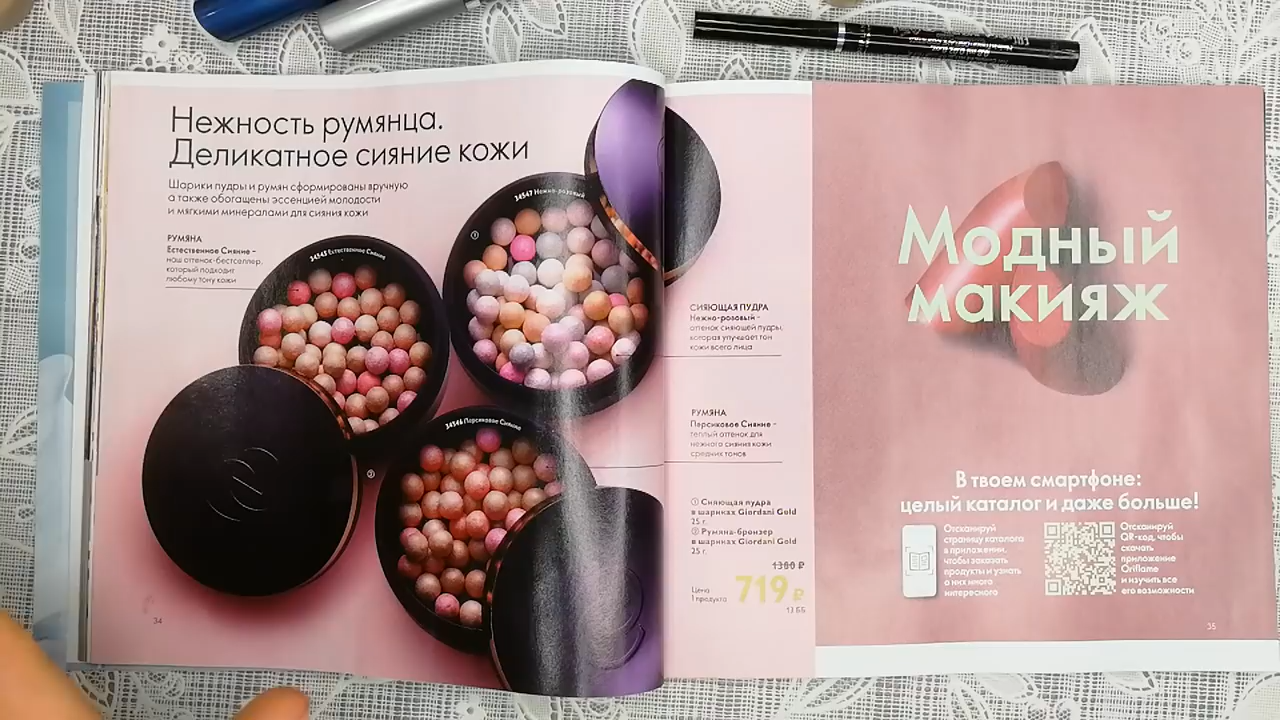 Нежность румянца.
Деликатное сияние кожи
Шарики пудры и румян сформированы вручную
а также обогащены эссенцией молодости
и мягкими минералами для сияния кожи
РУМЯНА
Естественное Сияние –
наш оттенок-бестселлер,
который подходит
любому тону кожи
34545 Естественное Сияние
34547 Нежно-розовый
①
34546 Персиковое Сияние
②
34
СИЯЮЩАЯ ПУДРА
Нежно-розовый –
оттенок сияющей пудры,
которая улучшает тон
кожи всего лица
РУМЯНА
Персиковое Сияние –
теплый оттенок для
нежного сияния кожи
средних тонов
① Сияющая пудра
в шариках Giordani Gold
25 г.
② Румяна-бронзер
в шариках Giordani Gold
25 г.
1380 ₽
Цена
1 продукта
719 ₽
13 ББ
Модный
макияж
В твоем смартфоне:
целый каталог и даже больше!
Отсканируй
страницу каталога
в приложении,
чтобы заказать
продукты и узнать
о них много
интересного
Отсканируй
QR-код, чтобы
скачать
приложение
Oriflame
и изучить все
его возможности
35